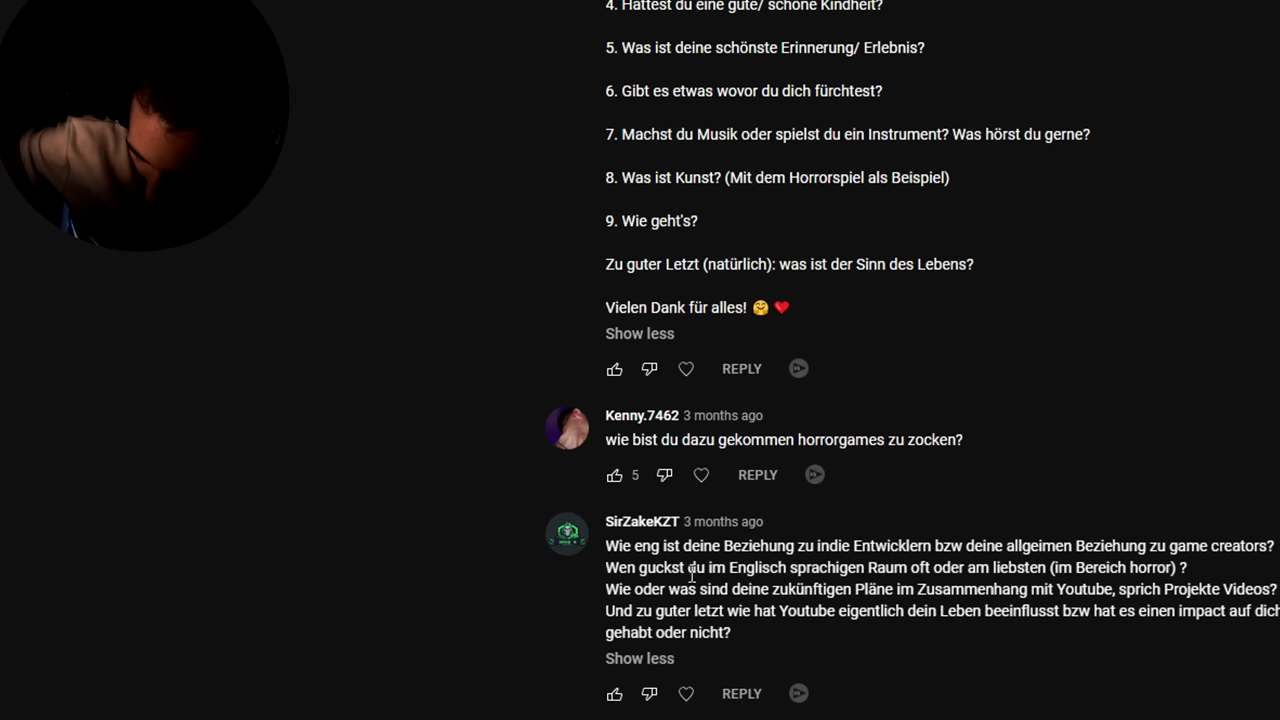 4. Hattest du eine gute/ schöne Kindheit?
5. Was ist deine schönste Erinnerung/ Erlebnis?
6. Gibt es etwas wovor du dich fürchtest?
7. Machst du Musik oder spielst du ein Instrument? Was hörst du gerne?
8. Was ist Kunst? (Mit dem Horrorspiel als Beispiel)
9. Wie geht's?
Zu guter Letzt (natürlich): was ist der Sinn des Lebens?
Vielen Dank für alles! 🤗 ❤️
Show less
REPLY
Kenny.7462 3 months ago
wie bist du dazu gekommen horrorgames zu zocken?
5 REPLY
SirZakeKZT 3 months ago
Wie eng ist deine Beziehung zu indie Entwicklern bzw deine allgeimen Beziehung zu game creators?
Wen guckst du im Englisch sprachigen Raum oft oder am liebsten (im Bereich horror) ?
Wie oder was sind deine zukünftigen Pläne im Zusammenhang mit Youtube, sprich Projekte Videos?
Und zu guter letzt wie hat Youtube eigentlich dein Leben beeinflusst bzw hat es einen impact auf dich
gehabt oder nicht?
Show less
REPLY